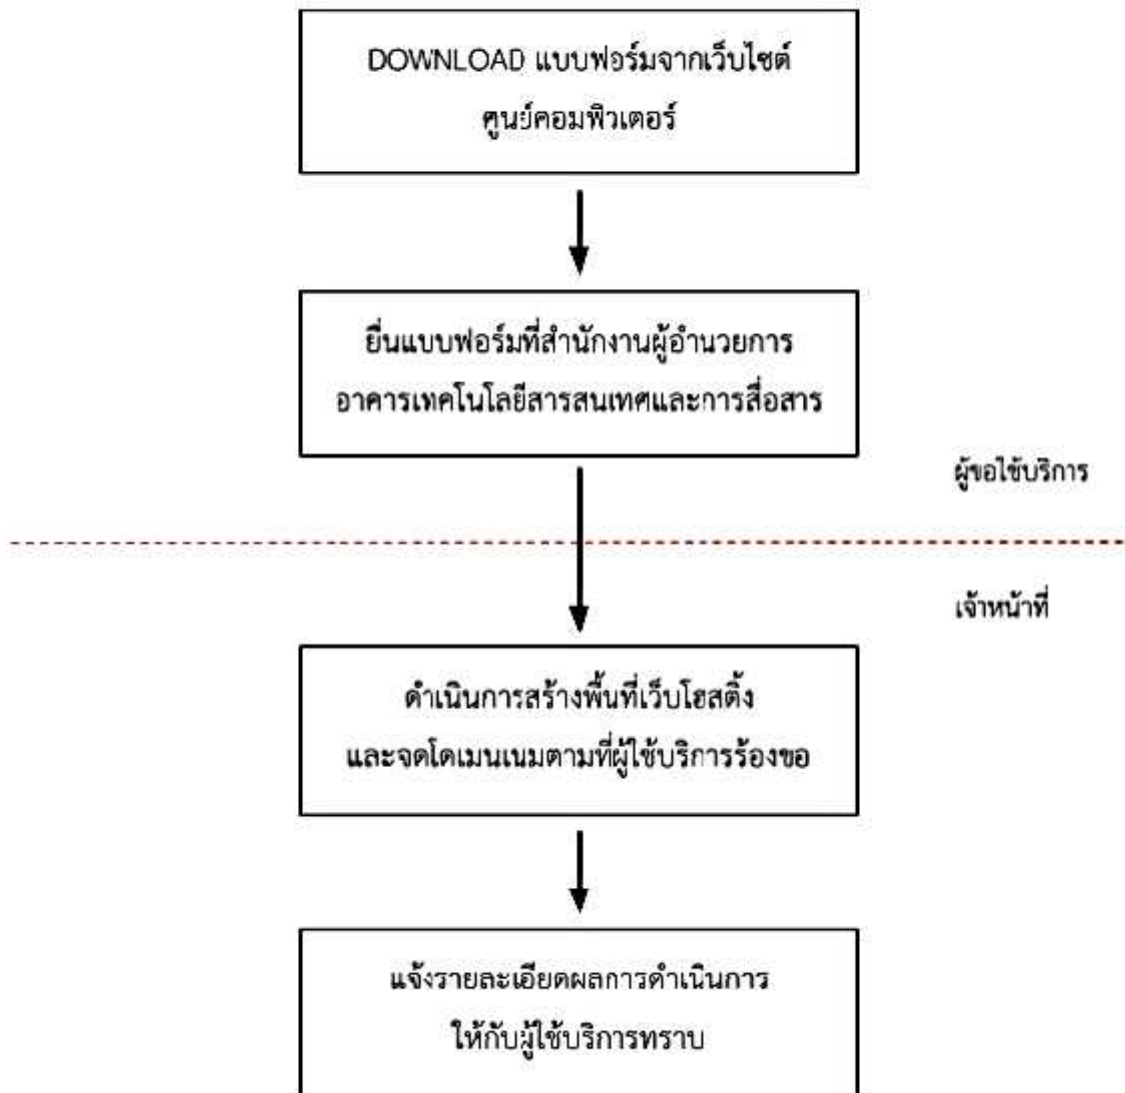 DOWNLOAD แบบฟอร์มจากเว็บไซต์
ศูนย์คอมพิวเตอร์
ยื่นแบบฟอร์มที่สำนักงานผู้อำนวยการ
อาคารเทคโนโลยีสารสนเทศและการสื่อสาร
ผู้ขอใช้บริการ
เจ้าหน้าที่
ดำเนินการสร้างพื้นที่เว็บโฮสติ้ง
และจดโดเมนเนมตามที่ผู้ใช้บริการร้องขอ
แจ้งรายละเอียดผลการดำเนินการ
ให้กับผู้ใช้บริการทราบ